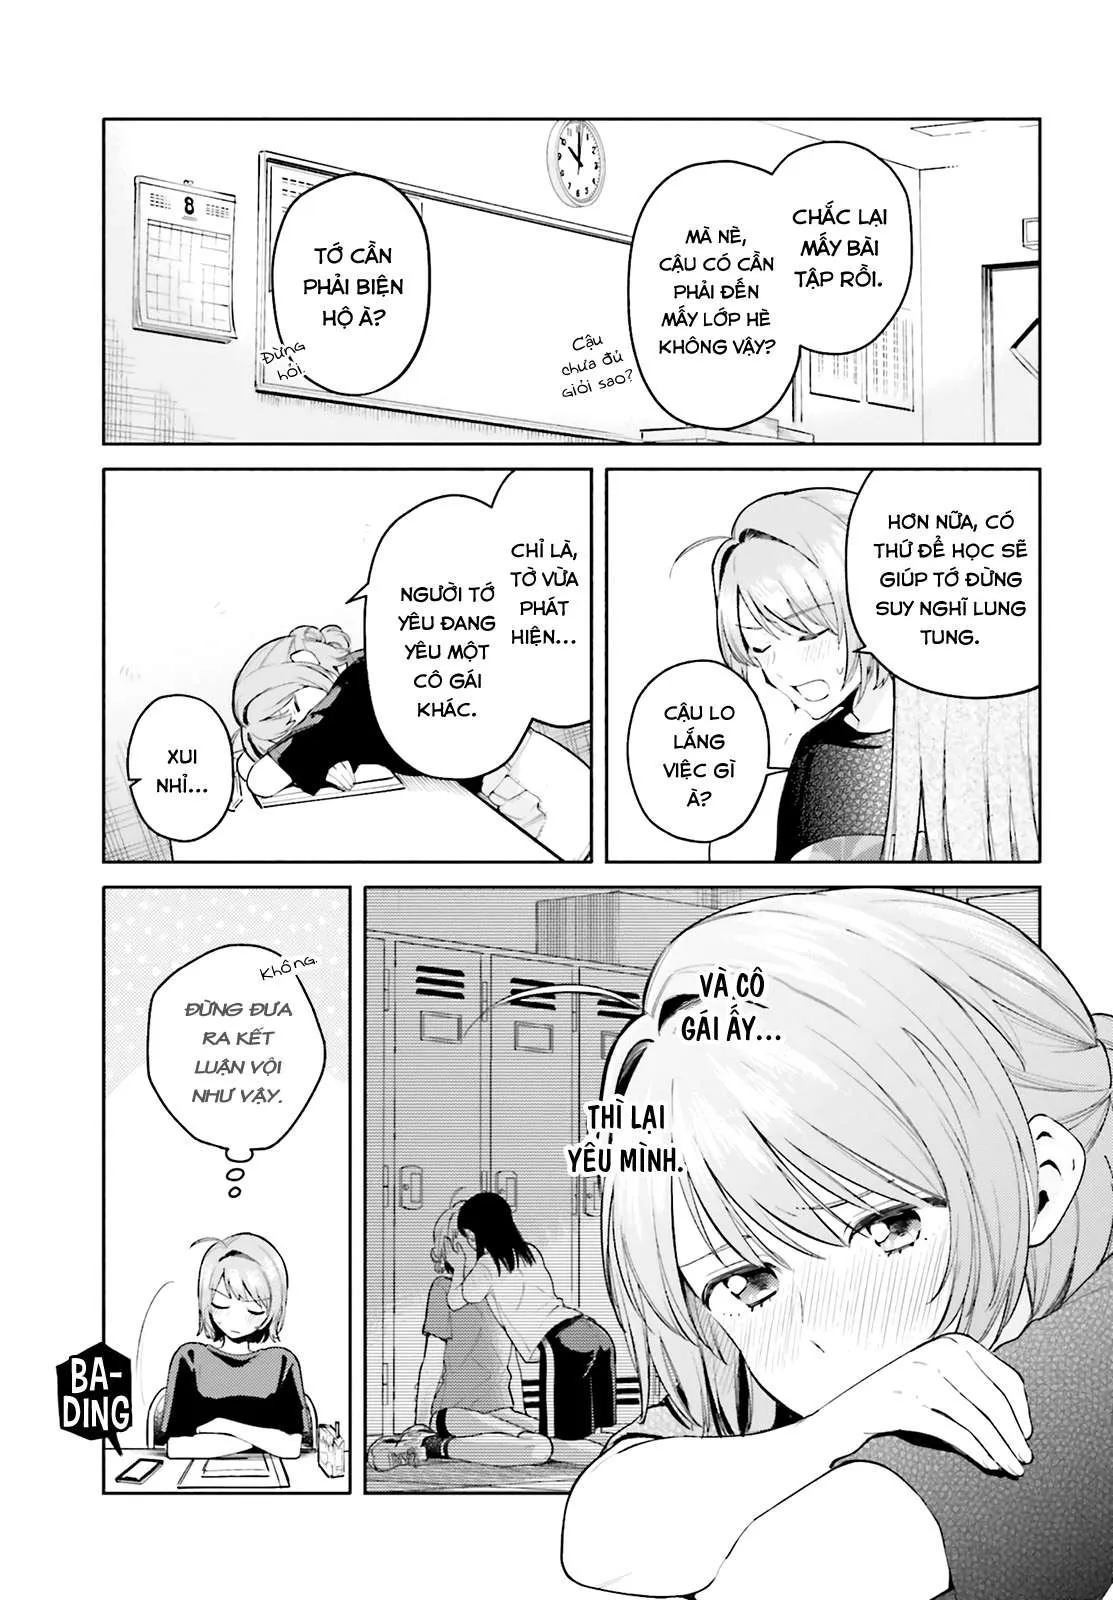 CHẮC LẠI
MẤY BÀI
TẬP RỒI.
MÀ NÈ,
CẬU CÓ CẦN
PHẢI ĐẾN
MẤY LỚP HÈ
KHÔNG VẬY?
Cậu
chưa đủ
giỏi sao?
TỚ CẦN
PHẢI BIỆN
HỘ À?
Đừng
hỏi.
8
HƠN NỮA, CÓ
THỨ ĐỂ HỌC SẼ
GIÚP TỚ ĐỪNG
SUY NGHĨ LUNG
TUNG.
CẬU LO
LẮNG
VIỆC GÌ
À?
CHỈ LÀ,
TỜ VỪA
PHÁT
HIỆN...
NGƯỜI TỚ
YÊU ĐANG
YÊU MỘT
CÔ GÁI
KHÁC.
XUI
NHỈ...
VÀ CÔ
GÁI ẤY...
THÌ LẠI
YÊU MÌNH.
Không.
ĐỪNG ĐƯA
RA KẾT
LUẬN VỘI
NHƯ VẬY.
BA-
DING